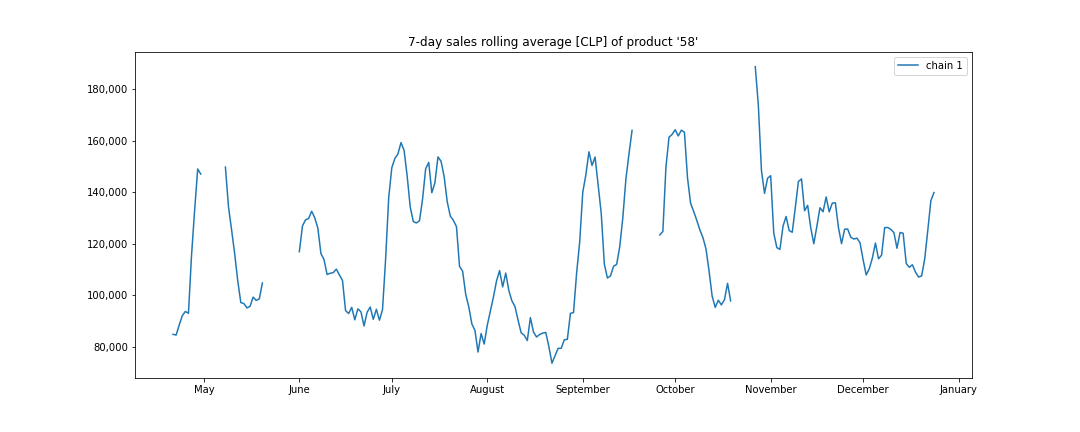 7-day sales rolling average [CLP] of product '58'
chain 1
180,000
160,000
140,000
120,000
100,000
80,000
May June July August September October November December January